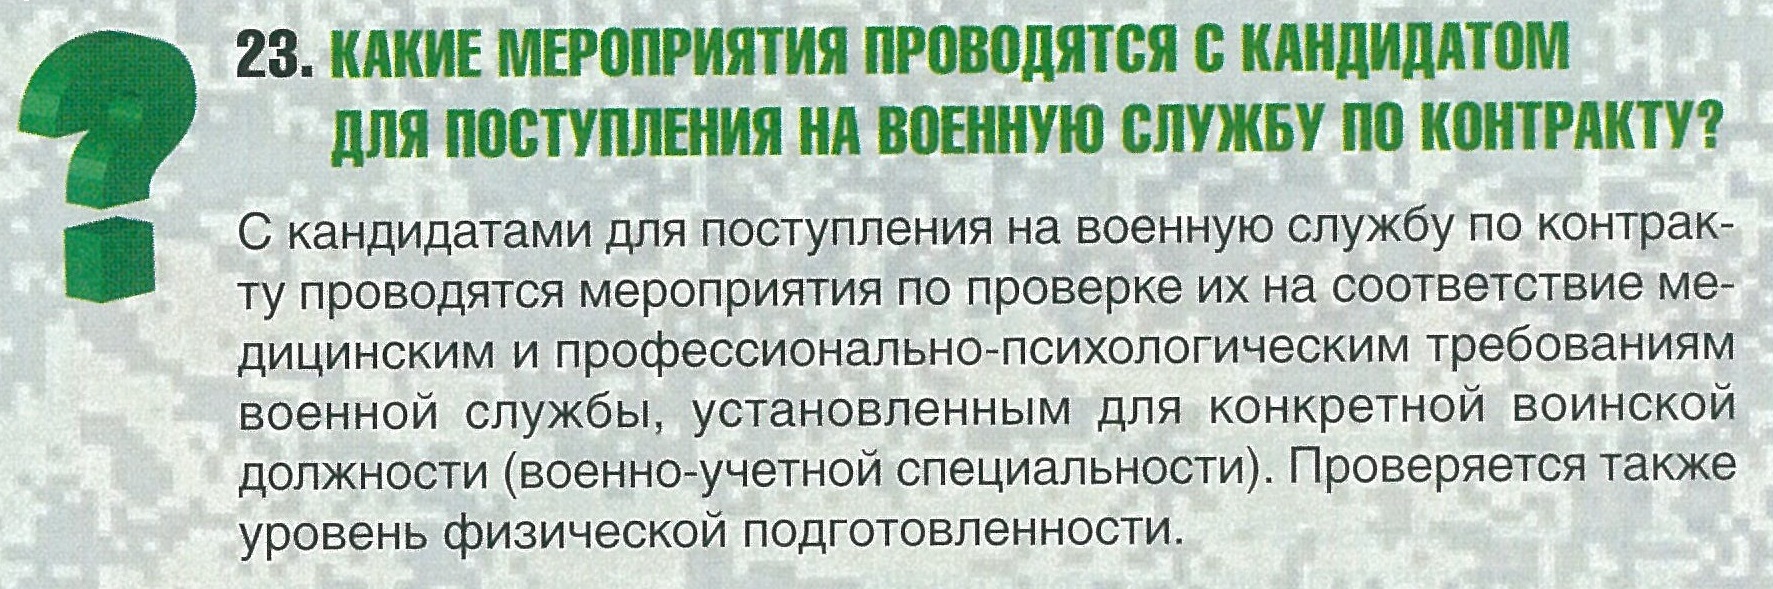 23. КАКИЕ МЕРОПРИЯТИЯ ПРОВОДЯТСЯ С КАНДИДАТОМ
ДЛЯ ПОСТУПЛЕНИЯ НА ВОЕННУЮ СЛУЖБУ ПО КОНТРАКТУ?
С кандидатами для поступления на военную службу по контрак-
ту проводятся мероприятия по проверке их на соответствие ме-
дицинским и профессионально-психологическим требованиям
военной службы, установленным для конкретной воинской
должности (военно-учетной специальности). Проверяется также
уровень физической подготовленности.